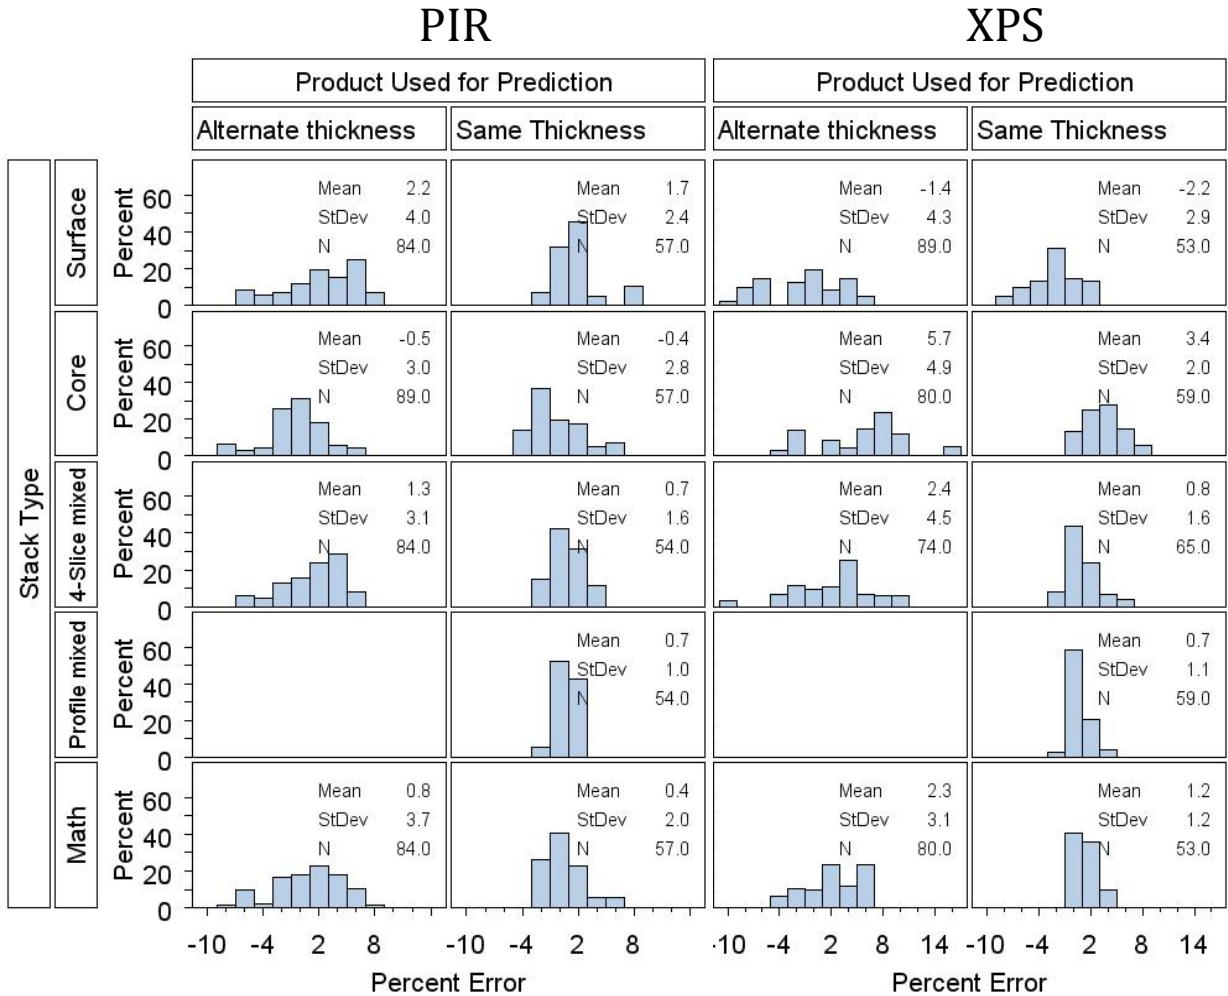 PIR XPS
Product Used for Prediction Product Used for Prediction
Alternate thickness Same Thickness Alternate thickness Same Thickness
Stack Type
Surface
Percent
60
40
20
0
Mean 2.2
StDev 4.0
N 84.0
Mean 1.7
StDev 2.4
N 57.0
Mean -1.4
StDev 4.3
N 89.0
Mean -2.2
StDev 2.9
N 53.0
Core
Percent
60
40
20
0
Mean -0.5
StDev 3.0
N 89.0
Mean -0.4
StDev 2.8
N 57.0
Mean 5.7
StDev 4.9
N 80.0
Mean 3.4
StDev 2.0
N 59.0
4-Slice mixed
Percent
60
40
20
0
Mean 1.3
StDev 3.1
N 84.0
Mean 0.7
StDev 1.6
N 54.0
Mean 2.4
StDev 4.5
N 74.0
Mean 0.8
StDev 1.6
N 65.0
Profile mixed
Percent
60
40
20
0
Mean 0.7
StDev 1.0
N 54.0
Mean 0.7
StDev 1.1
N 59.0
Math
Percent
60
40
20
0
Mean 0.8
StDev 3.7
N 84.0
Mean 0.4
StDev 2.0
N 57.0
Mean 2.3
StDev 3.1
N 80.0
Mean 1.2
StDev 1.2
N 53.0
-10 -4 2 8 -10 -4 2 8 -10 -4 2 8 14 -10 -4 2 8 14
Percent Error Percent Error